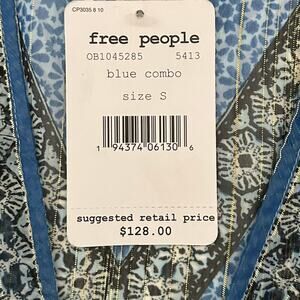 CP3035 8 10
free people
OB1045285 5413
blue combo
size S
1 94374 06130 6
suggested retail price
$128.00